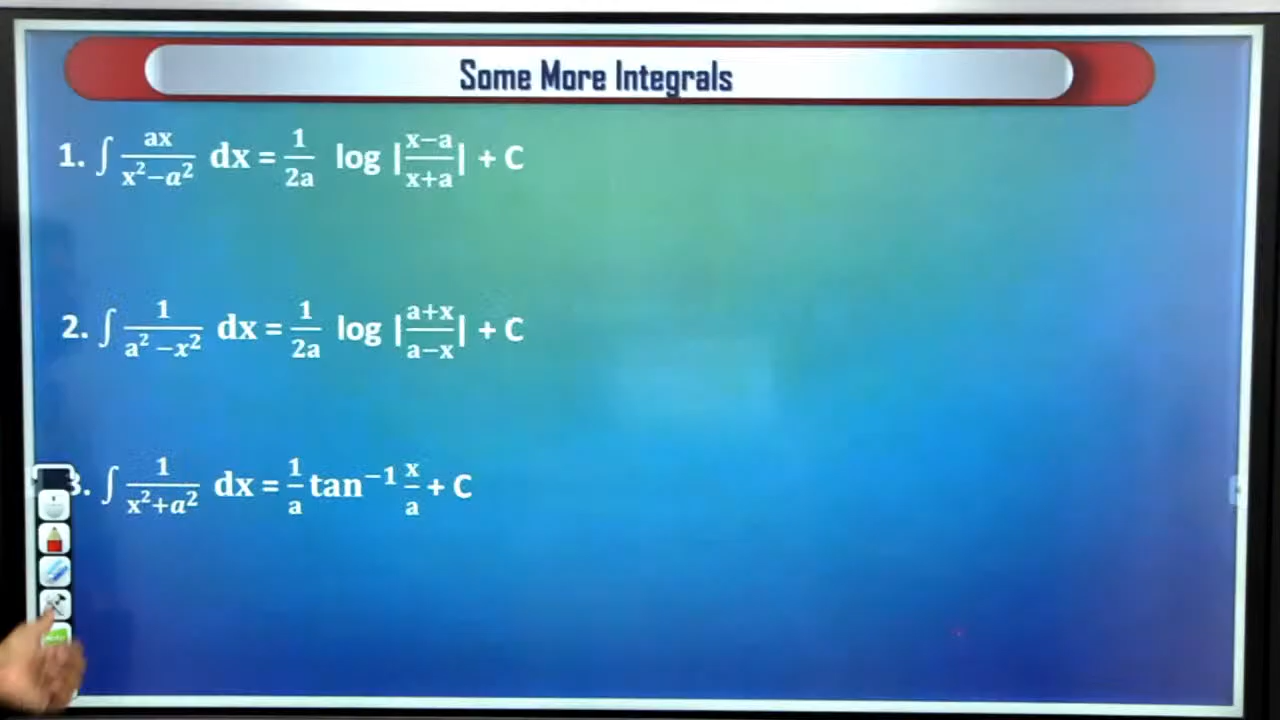 Some More Integrals
1. ∫ ax/(x²−a²) dx = 1/2a log |x−a/x+a| + C
2. ∫ 1/(a²−x²) dx = 1/2a log |a+x/a−x| + C
3. ∫ 1/(x²+a²) dx = 1/a tan⁻¹ x/a + C